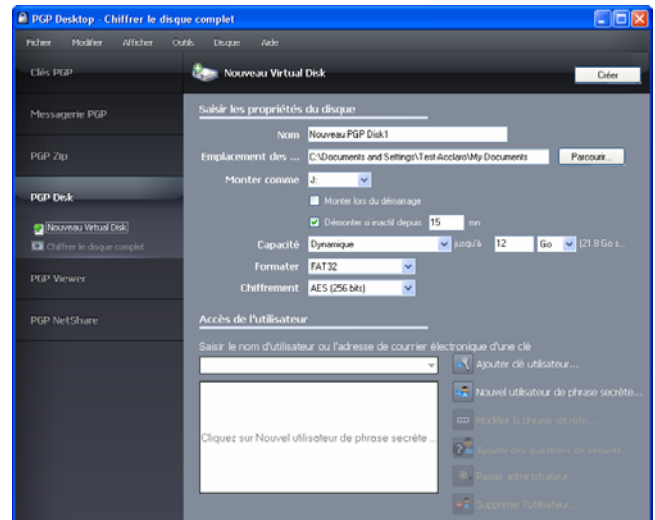 PGP Desktop - Chiffrer le disque complet
Fichier Modifier Afficher Outils Disque Aide
Clés PGP
Messagerie PGP
PGP Zip
PGP Disk
Nouveau Virtual Disk
Chiffrer le disque complet
PGP Viewer
PGP NetShare
Nouveau Virtual Disk
Créer
Saisir les propriétés du disque
Nom Nouveau PGP Disk1
Emplacement des ... C:\Documents and Settings\Test-Acclaro\My Documents Parcourir...
Monter comme J:
Monter lors du démarrage
Démonter si inactif depuis 15 mn
Capacité Dynamique jusqu'à 12 Go (21.8 Go s...
Formater FAT32
Chiffrement AES (256 bits)
Accès de l'utilisateur
Saisir le nom d'utilisateur ou l'adresse de courrier électronique d'une clé
Ajouter clé utilisateur...
Nouvel utilisateur de phrase secrète...
Cliquez sur Nouvel utilisateur de phrase secrète ...
Modifier la phrase secrète...
Ajouter des questions de sécurité...
Passer administrateur
Supprimer l'utilisateur...